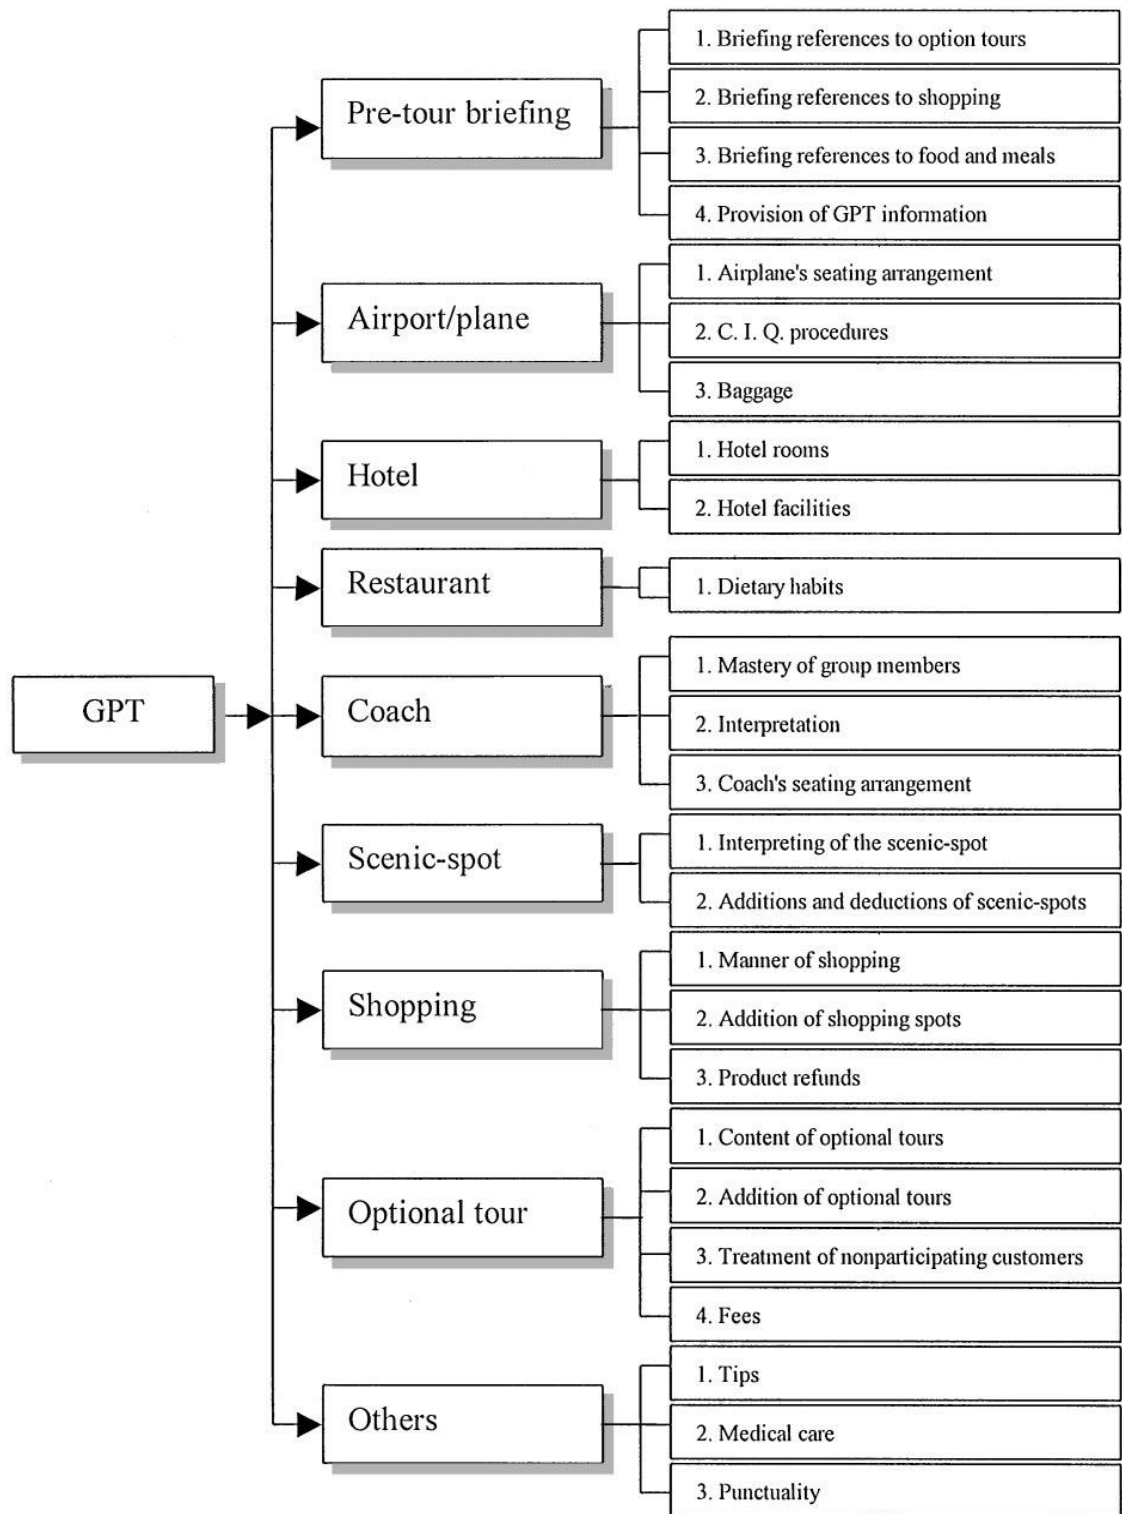 Pre-tour briefing
1. Briefing references to option tours
2. Briefing references to shopping
3. Briefing references to food and meals
4. Provision of GPT information
Airport/plane
1. Airplane's seating arrangement
2. C. I. Q. procedures
3. Baggage
Hotel
1. Hotel rooms
2. Hotel facilities
Restaurant
1. Dietary habits
GPT
Coach
1. Mastery of group members
2. Interpretation
3. Coach's seating arrangement
Scenic-spot
1. Interpreting of the scenic-spot
2. Additions and deductions of scenic-spots
Shopping
1. Manner of shopping
2. Addition of shopping spots
3. Product refunds
Optional tour
1. Content of optional tours
2. Addition of optional tours
3. Treatment of nonparticipating customers
4. Fees
Others
1. Tips
2. Medical care
3. Punctuality